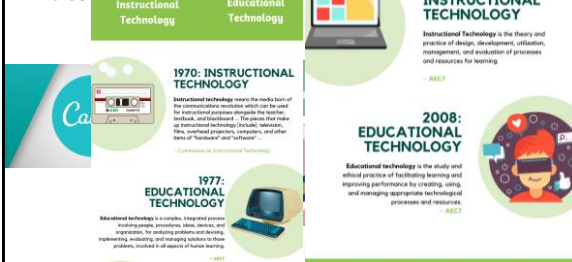 Instructional
Technology
Educational
Technology
1970: INSTRUCTIONAL
TECHNOLOGY
Instructional technology means the media born of
the communications revolution which can be used
for instructional purposes alongside the teacher,
textbook, and blackboard ... The pieces that make
up instructional technology [include]: television,
films, overhead projectors, computers, and other
items of "hardware" and "software" ...
– Commission on Instructional Technology
1977:
EDUCATIONAL
TECHNOLOGY
Educational technology is a complex, integrated process
involving people, procedures, ideas, devices, and
organization, for analyzing problems and devising,
implementing, evaluating, and managing solutions to those
problems, involved in all aspects of human learning.
– AECT
INSTRUCTIONAL
TECHNOLOGY
Instructional Technology is the theory and
practice of design, development, utilization,
management, and evaluation of processes
and resources for learning.
– AECT
2008:
EDUCATIONAL
TECHNOLOGY
Educational technology is the study and
ethical practice of facilitating learning and
improving performance by creating, using,
and managing appropriate technological
processes and resources.
– AECT